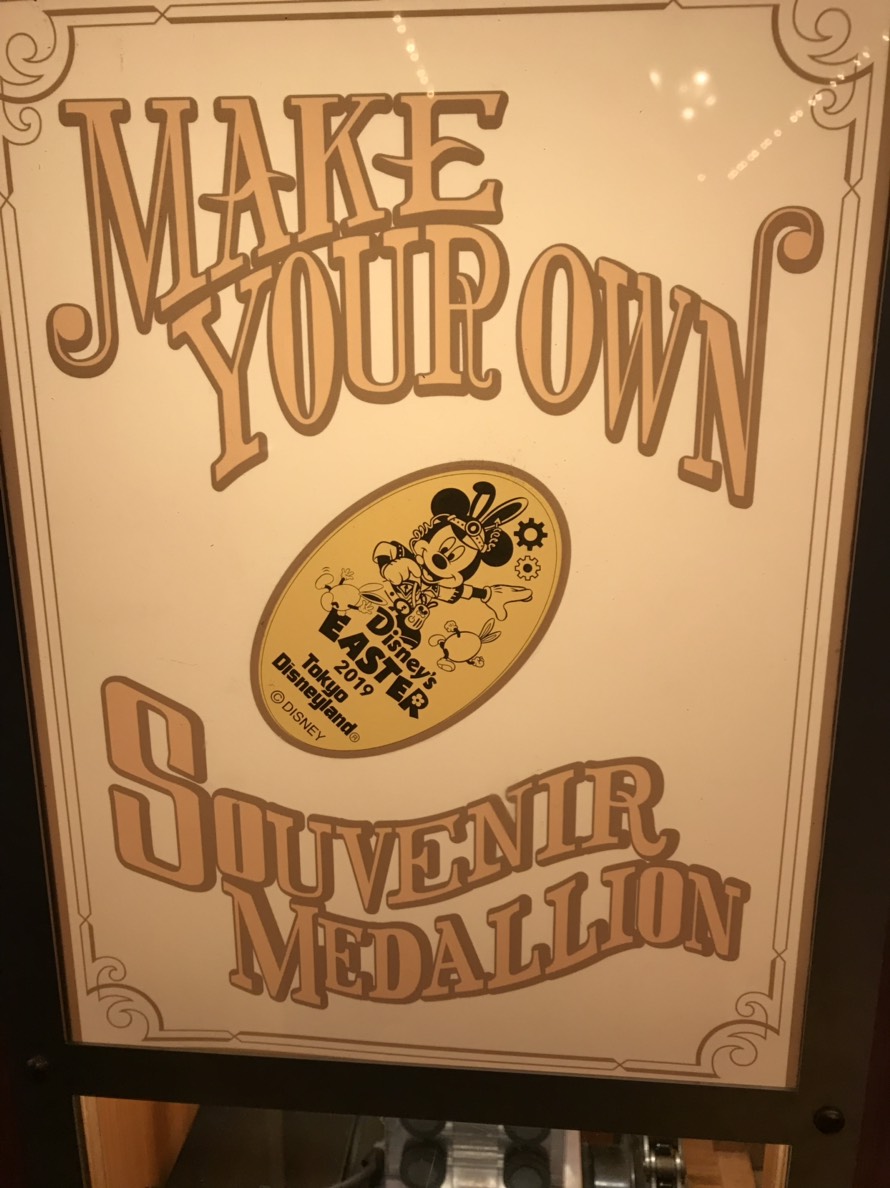 MAKE
YOUR OWN
Disney's
EASTER
2019
Tokyo
Disneyland®
© DISNEY
SOUVENIR
MEDALLION